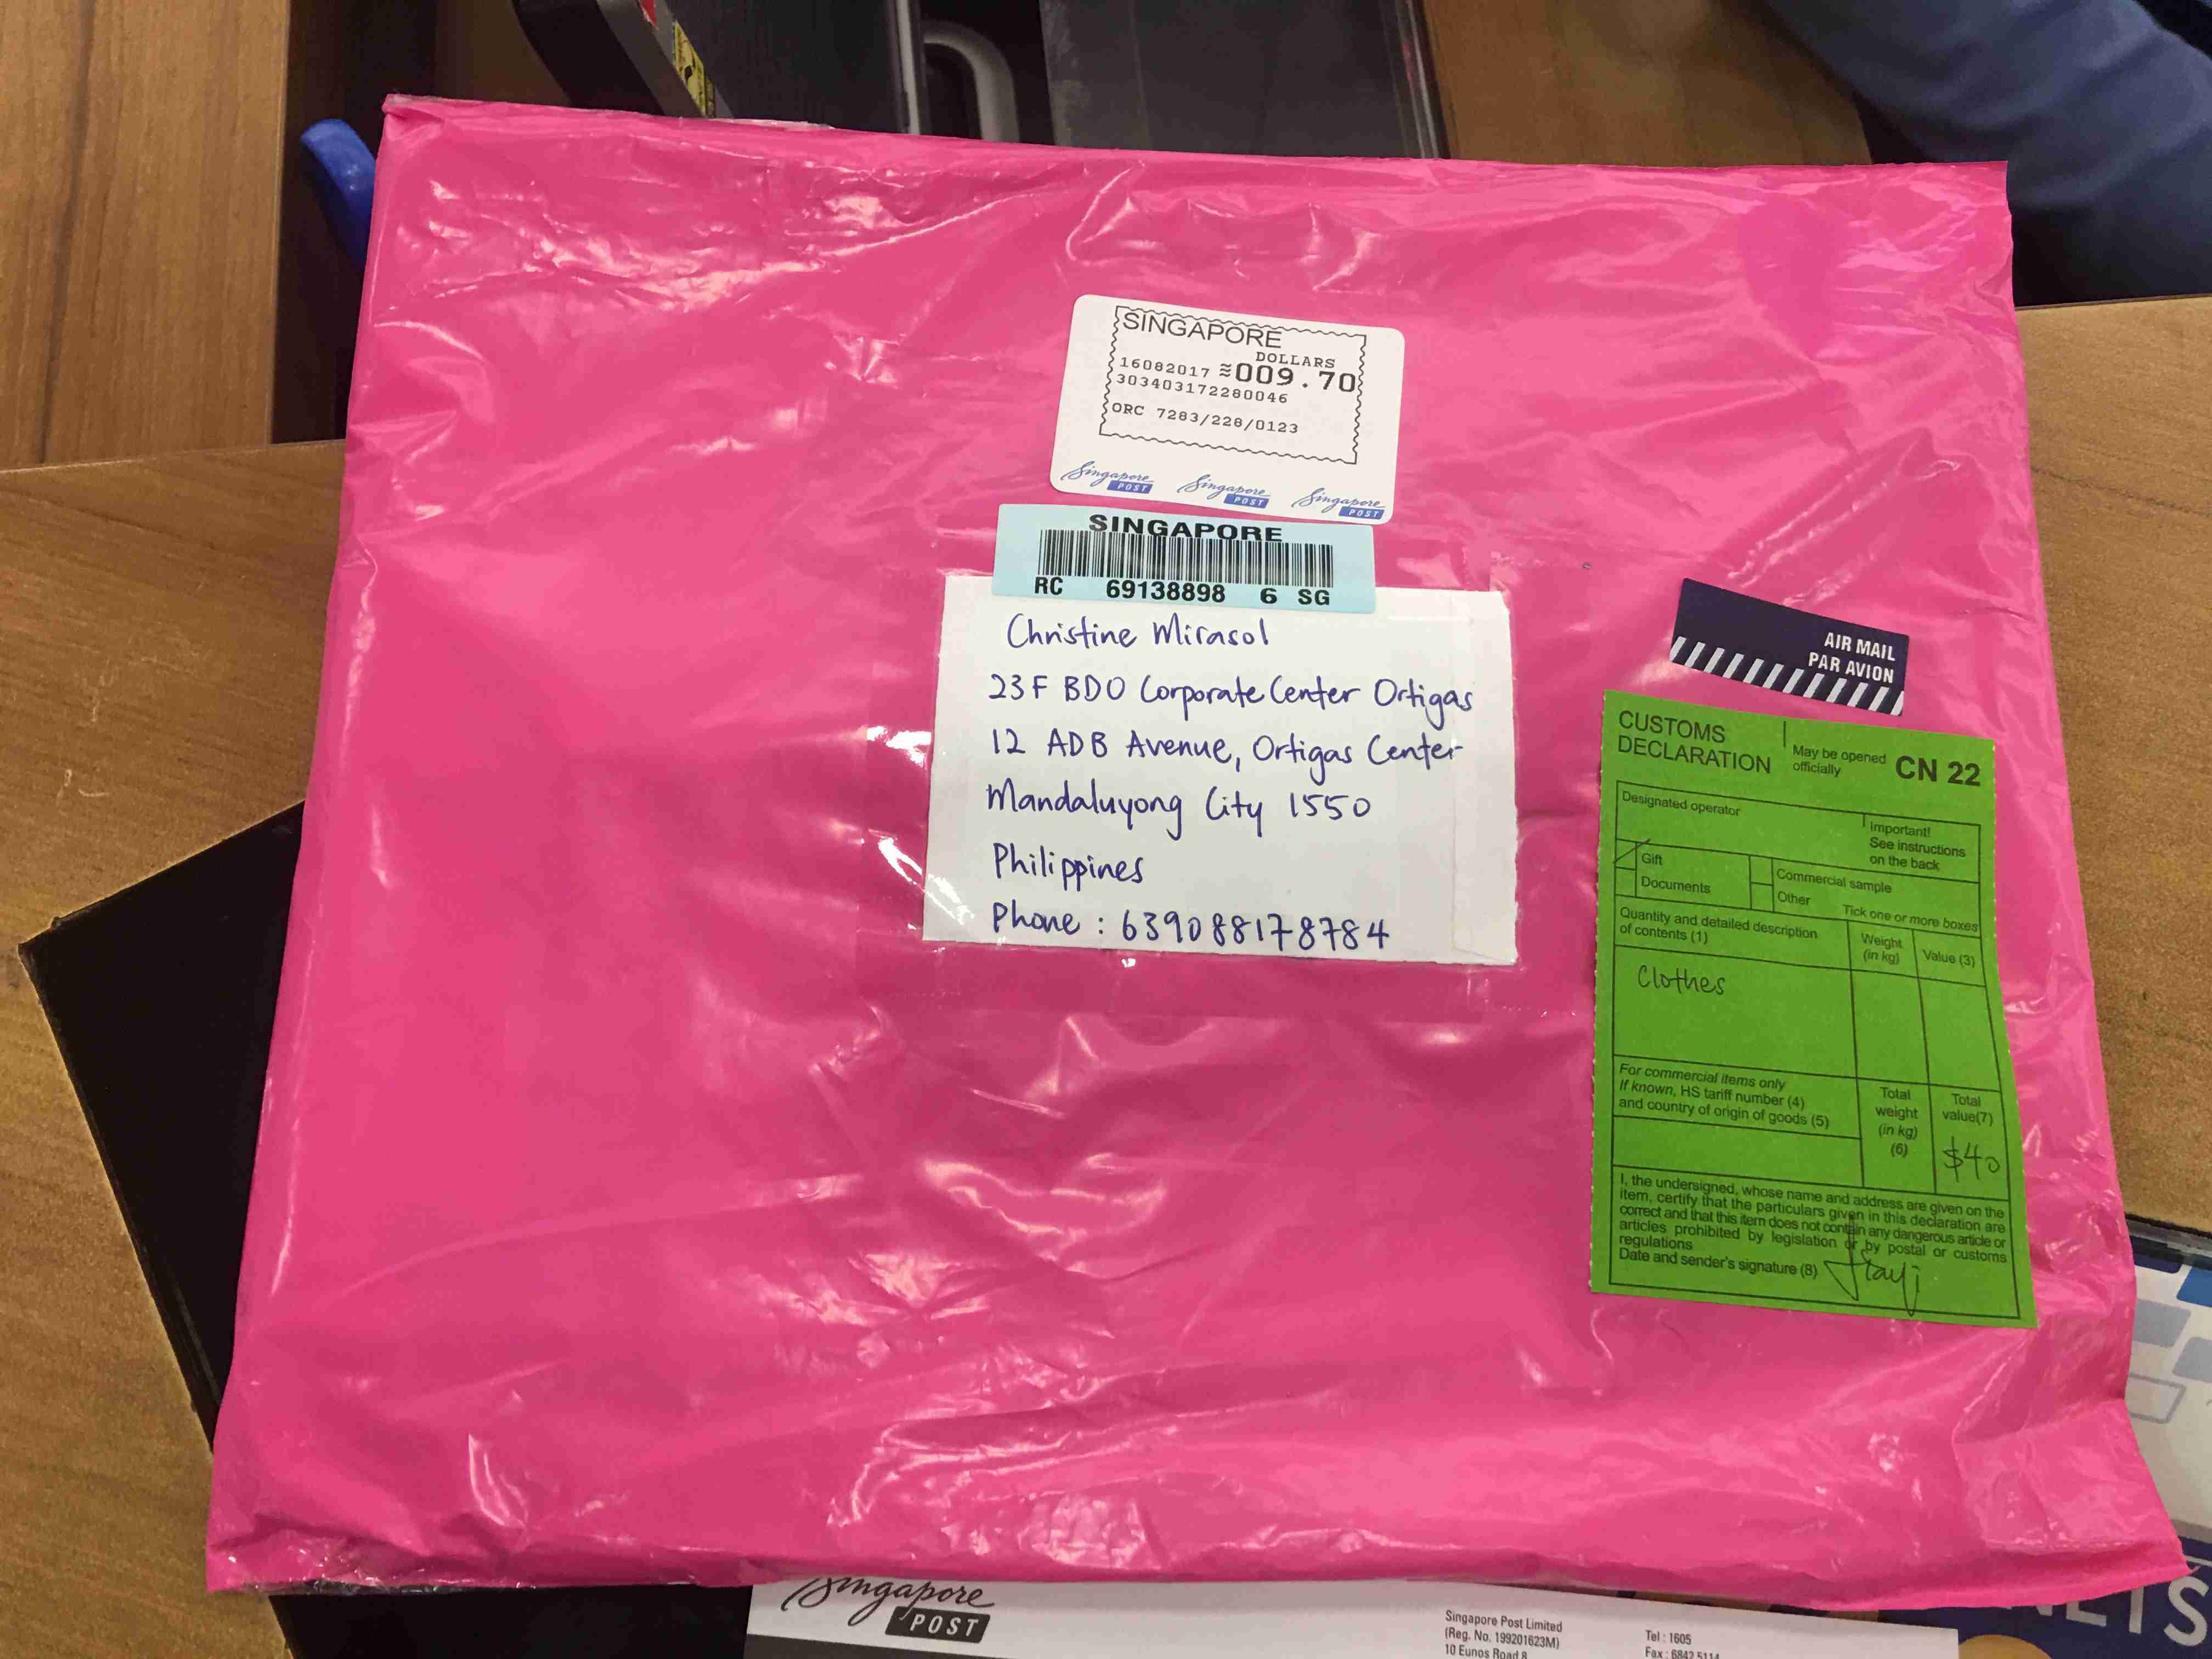 SINGAPORE
DOLLARS
16082017 ≈009.70
303403172280046
ORC 7283/228/0123
Singapore POST Singapore POST Singapore POST
SINGAPORE
RC 69138898 6 SG
Christine Mirasol
23F BDO Corporate Center Ortigas
12 ADB Avenue, Ortigas Center
Mandaluyong City 1550
Philippines
Phone : 639088178784
AIR MAIL
PAR AVION
CUSTOMS
DECLARATION
May be opened
officially
CN 22
Designated operator
Important!
See instructions
on the back
Gift
Documents
Commercial sample
Other
Tick one or more boxes
Quantity and detailed description
of contents (1)
Weight
(in kg)
Value (3)
Clothes
For commercial items only
If known, HS tariff number (4)
and country of origin of goods (5)
Total
weight
(in kg)
(6)
Total
value(7)
$40
I, the undersigned, whose name and address are given on the
item, certify that the particulars given in this declaration are
correct and that this item does not contain any dangerous article or
articles prohibited by legislation or by postal or customs
regulations
Date and sender's signature (8)
Singapore
POST
Singapore Post Limited
(Reg. No. 199201623M)
10 Eunos Road 8
Tel : 1605
Fax : 6842 5114